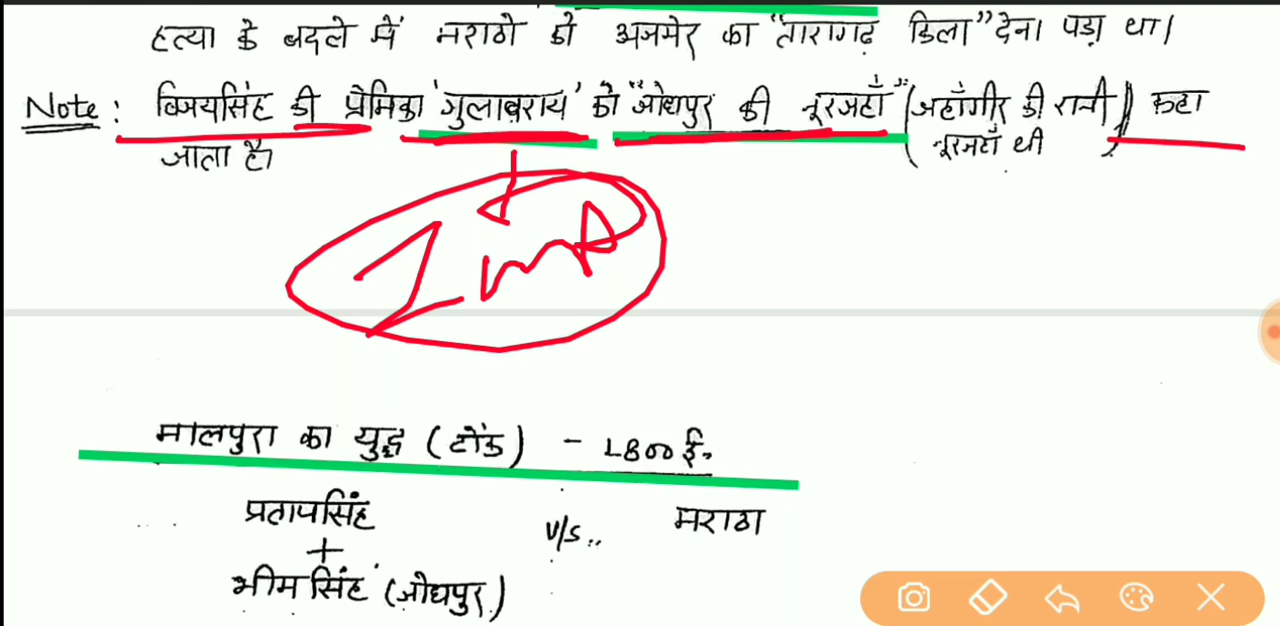 हत्या के बदले में मराठो को अजमेर का "तारागढ़ किला" देना पड़ा था।
Note: विजयसिंह की प्रेमिका 'गुलाबराय' को "जोधपुर की नूरजहाँ" (जहाँगीर की रानी) कहा
जाता है। नूरजहाँ थी
Imp
मालपुरा का युद्ध (टोंक) - 1800 ई.
प्रतापसिंह v/s.. मराठा
+
भीमसिंह (जोधपुर)